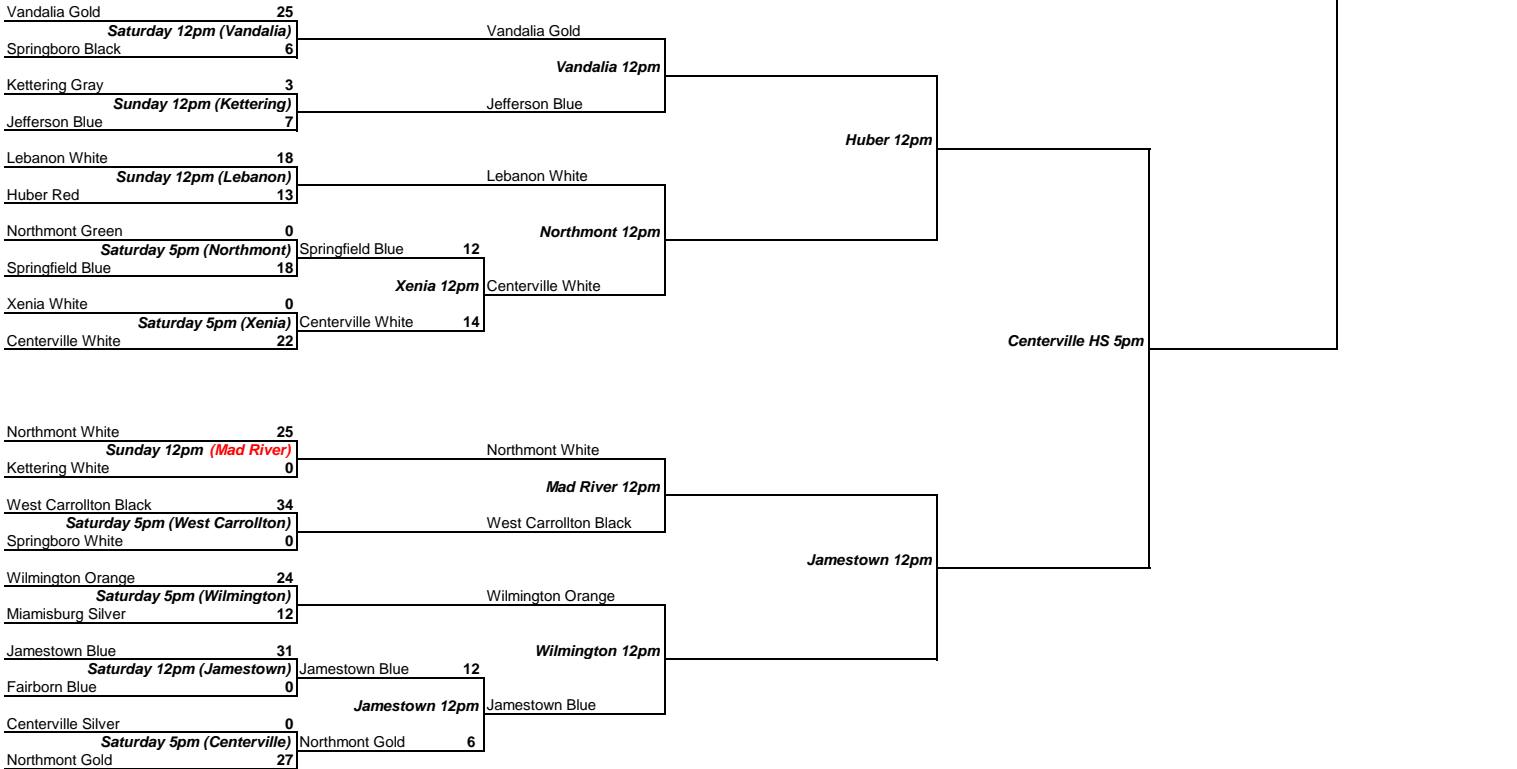 Vandalia Gold 25
Saturday 12pm (Vandalia) Vandalia Gold
Springboro Black 6
Vandalia 12pm
Kettering Gray 3
Sunday 12pm (Kettering) Jefferson Blue
Jefferson Blue 7
Huber 12pm
Lebanon White 18
Sunday 12pm (Lebanon) Lebanon White
Huber Red 13
Northmont Green 0 Northmont 12pm
Saturday 5pm (Northmont) Springfield Blue 12
Springfield Blue 18
Xenia 12pm Centerville White
Xenia White 0
Saturday 5pm (Xenia) Centerville White 14
Centerville White 22 Centerville HS 5pm
Northmont White 25
Sunday 12pm (Mad River) Northmont White
Kettering White 0
Mad River 12pm
West Carrollton Black 34
Saturday 5pm (West Carrollton) West Carrollton Black
Springboro White 0
Jamestown 12pm
Wilmington Orange 24
Saturday 5pm (Wilmington) Wilmington Orange
Miamisburg Silver 12
Jamestown Blue 31 Wilmington 12pm
Saturday 12pm (Jamestown) Jamestown Blue 12
Fairborn Blue 0
Jamestown 12pm Jamestown Blue
Centerville Silver 0
Saturday 5pm (Centerville) Northmont Gold 6
Northmont Gold 27